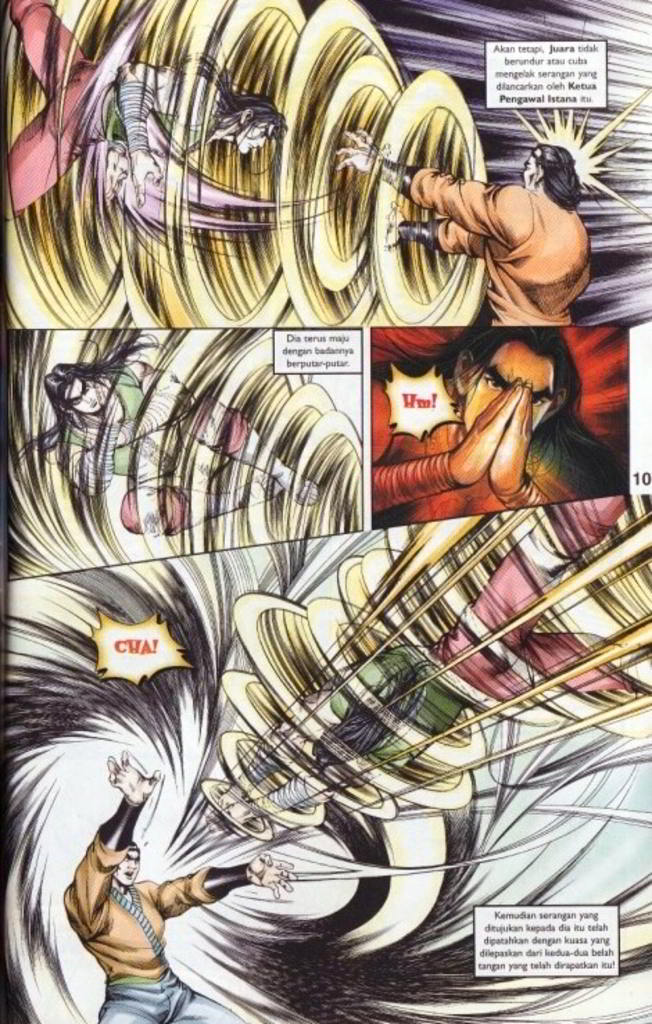 Akan tetapi, Juara tidak
berundur atau cuba
mengelak serangan yang
dilancarkan oleh Ketua
Pengawal Istana itu.
Dia terus maju
dengan badannya
berputar-putar.
Hm!
10
CHA!
Kemudian serangan yang
ditujukan kepada dia itu telah
dipatahkan dengan kuasa yang
dilepaskan dari kedua-dua belah
tangan yang telah dirapatkan itu!